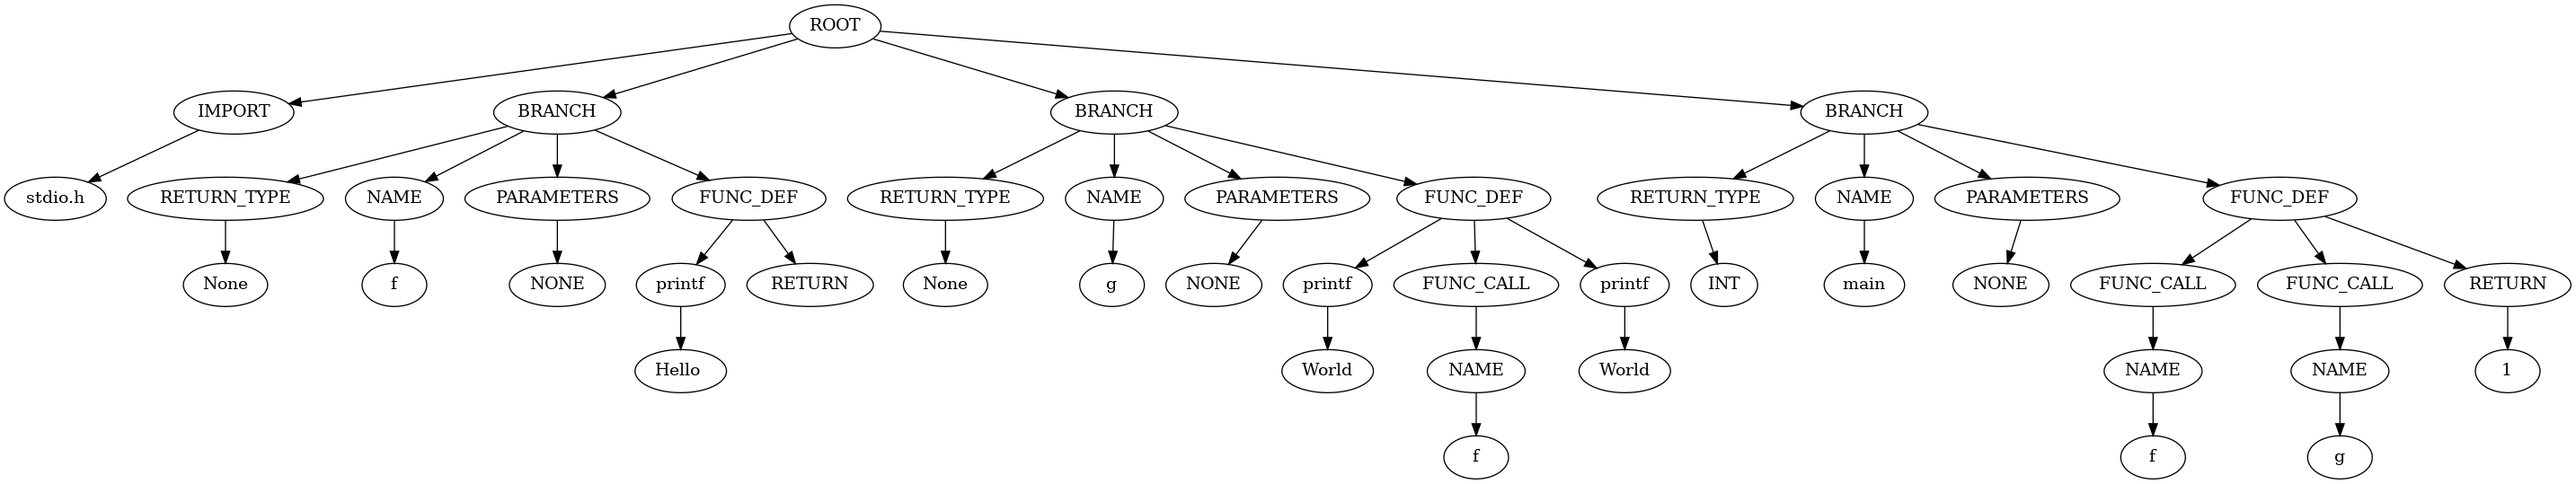 ROOT
IMPORT
BRANCH
BRANCH
BRANCH
stdio.h
RETURN_TYPE
NAME
PARAMETERS
FUNC_DEF
RETURN_TYPE
NAME
PARAMETERS
FUNC_DEF
RETURN_TYPE
NAME
PARAMETERS
FUNC_DEF
None
f
NONE
printf
RETURN
None
g
NONE
printf
FUNC_CALL
printf
INT
main
NONE
FUNC_CALL
FUNC_CALL
RETURN
Hello
World
NAME
World
NAME
NAME
1
f
f
g